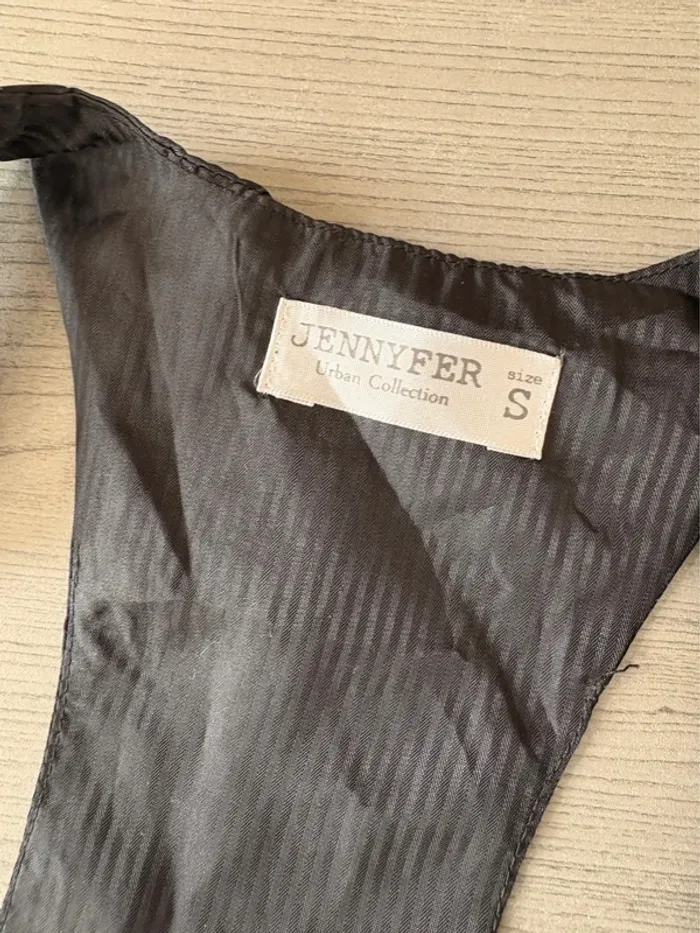 JENNYFER
Urban Collection
size
S